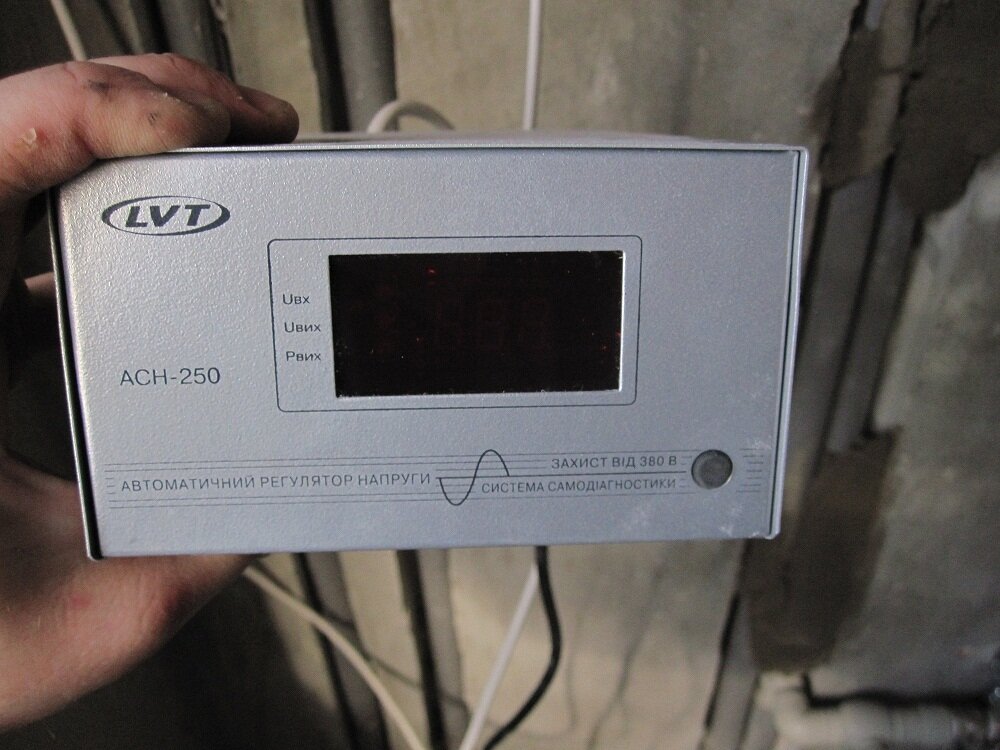 LVT
Uвх
Uвих
Pвих
АСН-250
ЗАХИСТ ВІД 380 В
АВТОМАТИЧНИЙ РЕГУЛЯТОР НАПРУГИ
СИСТЕМА САМОДІАГНОСТИКИ